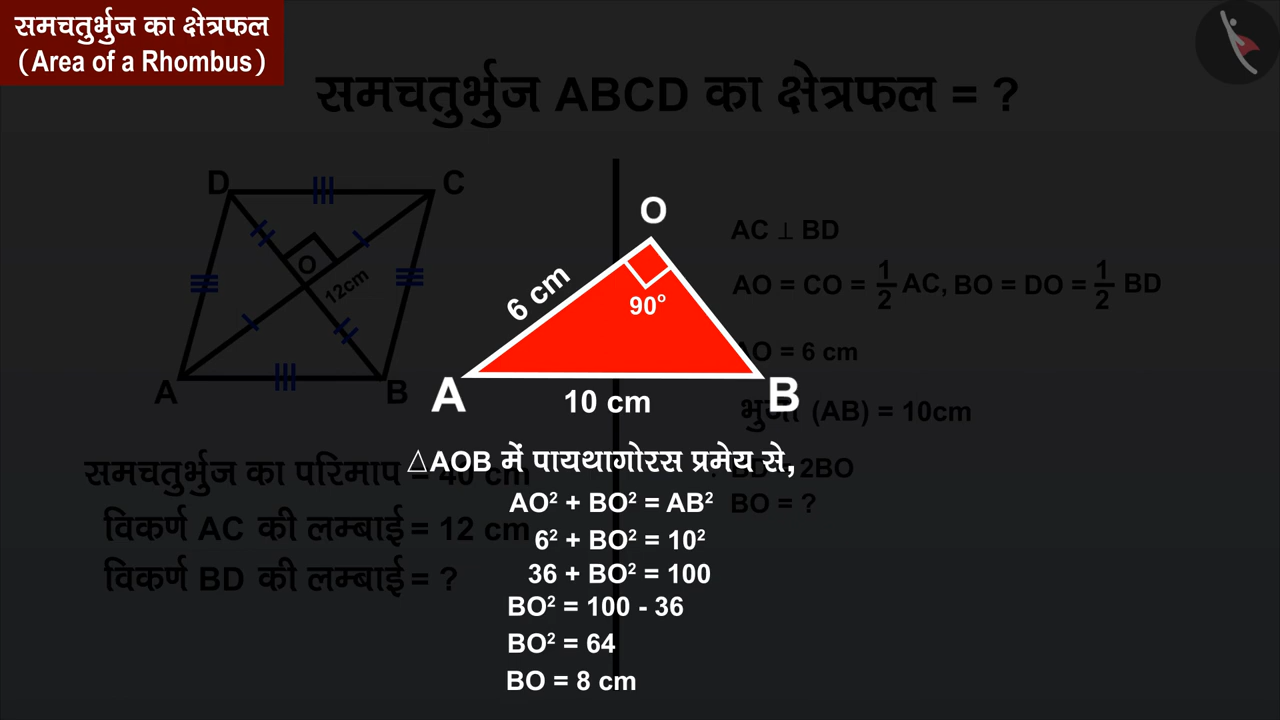 समचतुर्भुज का क्षेत्रफल
(Area of a Rhombus)
समचतुर्भुज ABCD का क्षेत्रफल = ?
D
C
O
12cm
A
B
समचतुर्भुज का परिमाप = 40 cm
विकर्ण AC की लम्बाई = 12 cm
विकर्ण BD की लम्बाई = ?
AC ⊥ BD
AO = CO = 1/2 AC, BO = DO = 1/2 BD
AO = 6 cm
भुजा (AB) = 10cm
BD = 2BO
BO = ?
O
6 cm
90°
A
B
10 cm
△AOB में पायथागोरस प्रमेय से,
AO² + BO² = AB²
6² + BO² = 10²
36 + BO² = 100
BO² = 100 - 36
BO² = 64
BO = 8 cm